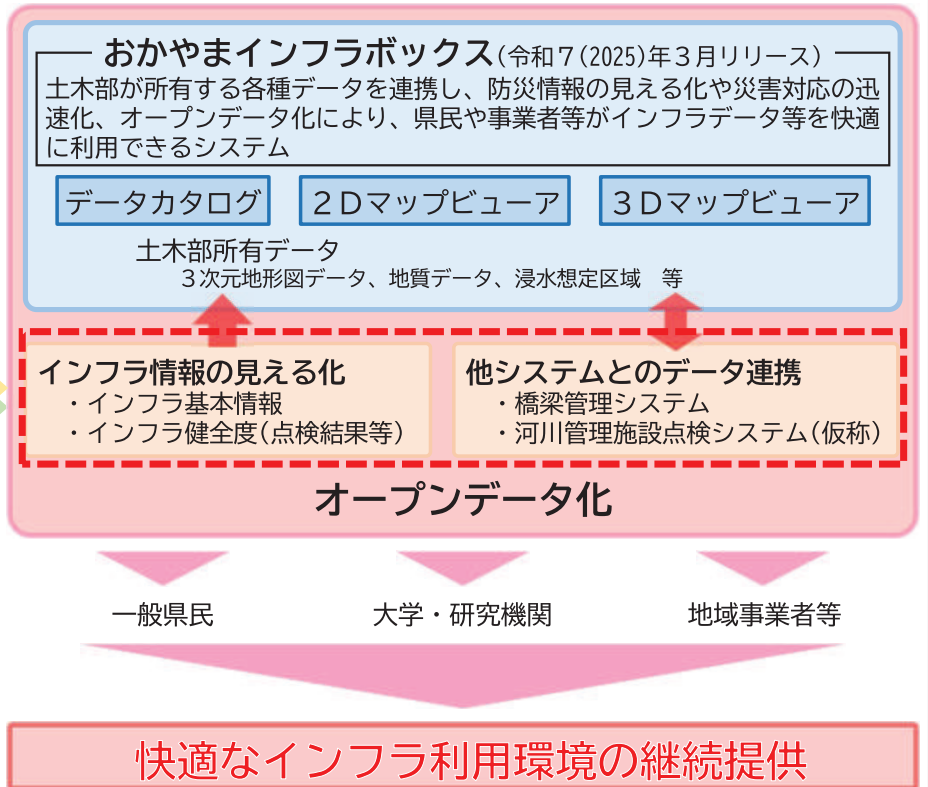 おかやまインフラボックス(令和7(2025)年3月リリース)
土木部が所有する各種データを連携し、防災情報の見える化や災害対応の迅
速化、オープンデータ化により、県民や事業者等がインフラデータ等を快適
に利用できるシステム
データカタログ
2Dマップビューア
3Dマップビューア
土木部所有データ
3次元地形図データ、地質データ、浸水想定区域　等
インフラ情報の見える化
・インフラ基本情報
・インフラ健全度(点検結果等)
他システムとのデータ連携
・橋梁管理システム
・河川管理施設点検システム(仮称)
オープンデータ化
一般県民
大学・研究機関
地域事業者等
快適なインフラ利用環境の継続提供